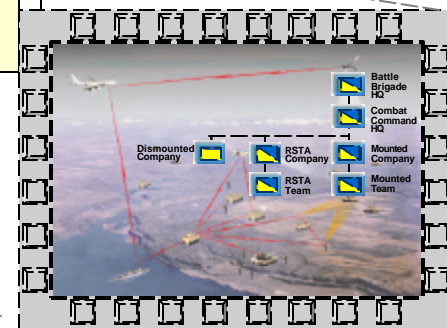 Battle
Brigade
HQ
Combat
Command
HQ
Dismounted
Company
RSTA
Company
Mounted
Company
RSTA
Team
Mounted
Team